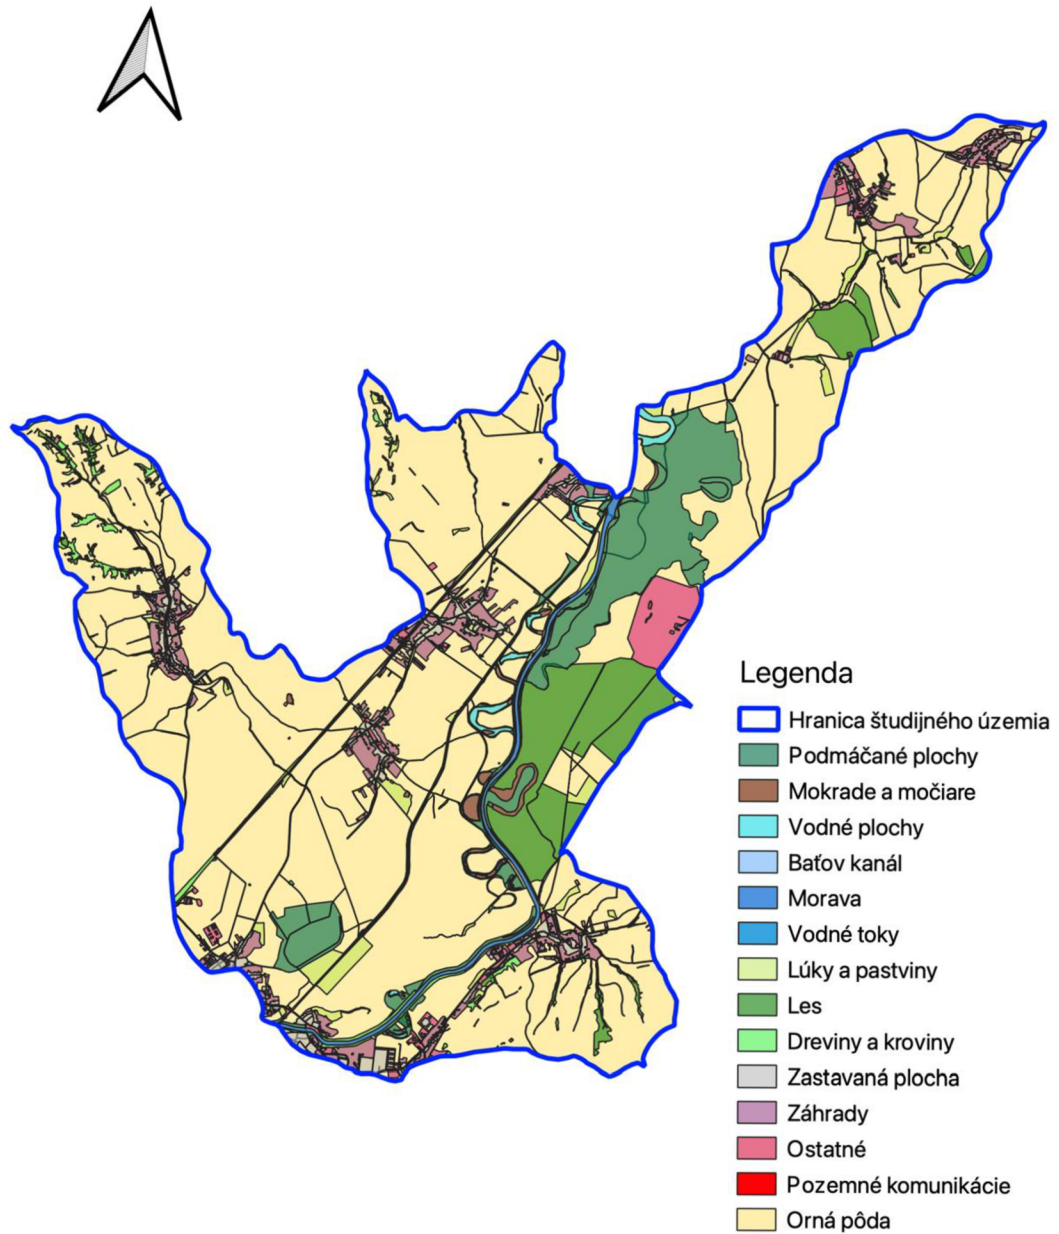 Legenda
Hranica študijného územia
Podmáčané plochy
Mokrade a močiare
Vodné plochy
Baťov kanál
Morava
Vodné toky
Lúky a pastviny
Les
Dreviny a kroviny
Zastavaná plocha
Záhrady
Ostatné
Pozemné komunikácie
Orná pôda